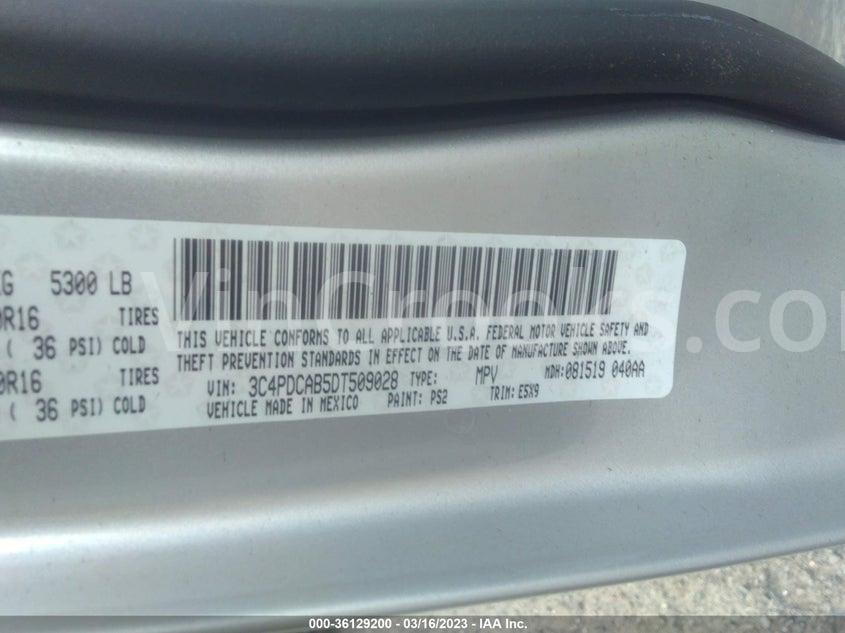 KG 5300 LB
0R16 TIRES
( 36 PSI) COLD
0R16 TIRES
( 36 PSI) COLD
THIS VEHICLE CONFORMS TO ALL APPLICABLE U.S.A. FEDERAL MOTOR VEHICLE SAFETY AND
THEFT PREVENTION STANDARDS IN EFFECT ON THE DATE OF MANUFACTURE SHOWN ABOVE.
VIN: 3C4PDCAB5DT509028 TYPE: MPV MDH:081519 040AA
VEHICLE MADE IN MEXICO PAINT: PS2 TRIM: E5X9
VinCrooks.com
000-36129200 - 03/16/2023 - IAA Inc.